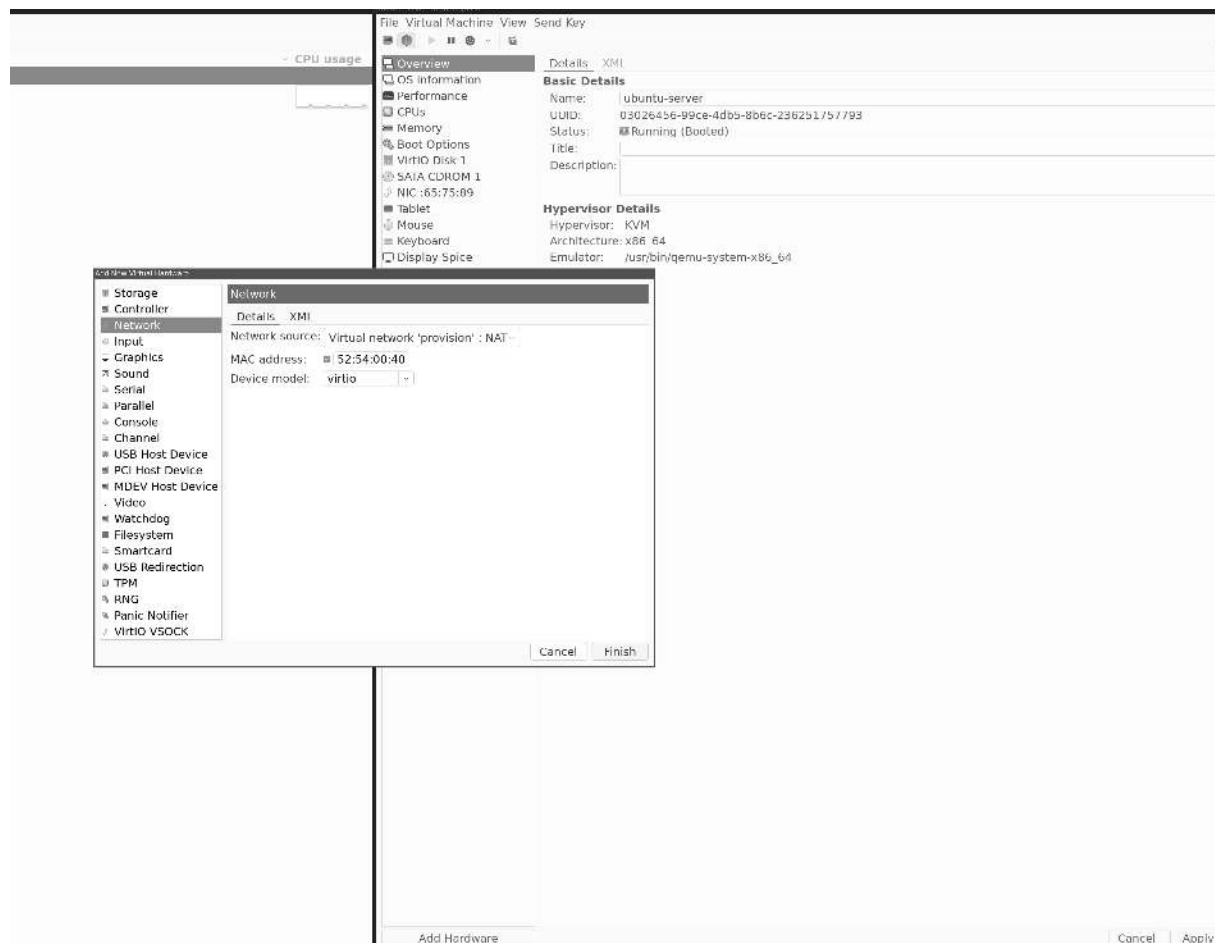 File Virtual Machine View Send Key
CPU usage
Overview
OS Information
Performance
CPUs
Memory
Boot Options
VirtIO Disk 1
SATA CDROM 1
NIC :65:75:89
Tablet
Mouse
Keyboard
Display Spice
Details XML
Basic Details
Name: ubuntu-server
UUID: 03026456-99ce-4db5-8b6c-236251757793
Status: Running (Booted)
Title:
Description:
Hypervisor Details
Hypervisor: KVM
Architecture: x86_64
Emulator: /usr/bin/qemu-system-x86_64
Add New Virtual Hardware
Storage
Controller
Network
Input
Graphics
Sound
Serial
Parallel
Console
Channel
USB Host Device
PCI Host Device
MDEV Host Device
Video
Watchdog
Filesystem
Smartcard
USB Redirection
TPM
RNG
Panic Notifier
VirtIO VSOCK
Network
Details XML
Network source: Virtual network 'provision' : NAT
MAC address: 52:54:00:40
Device model: virtio
Cancel Finish
Add Hardware
Cancel Apply